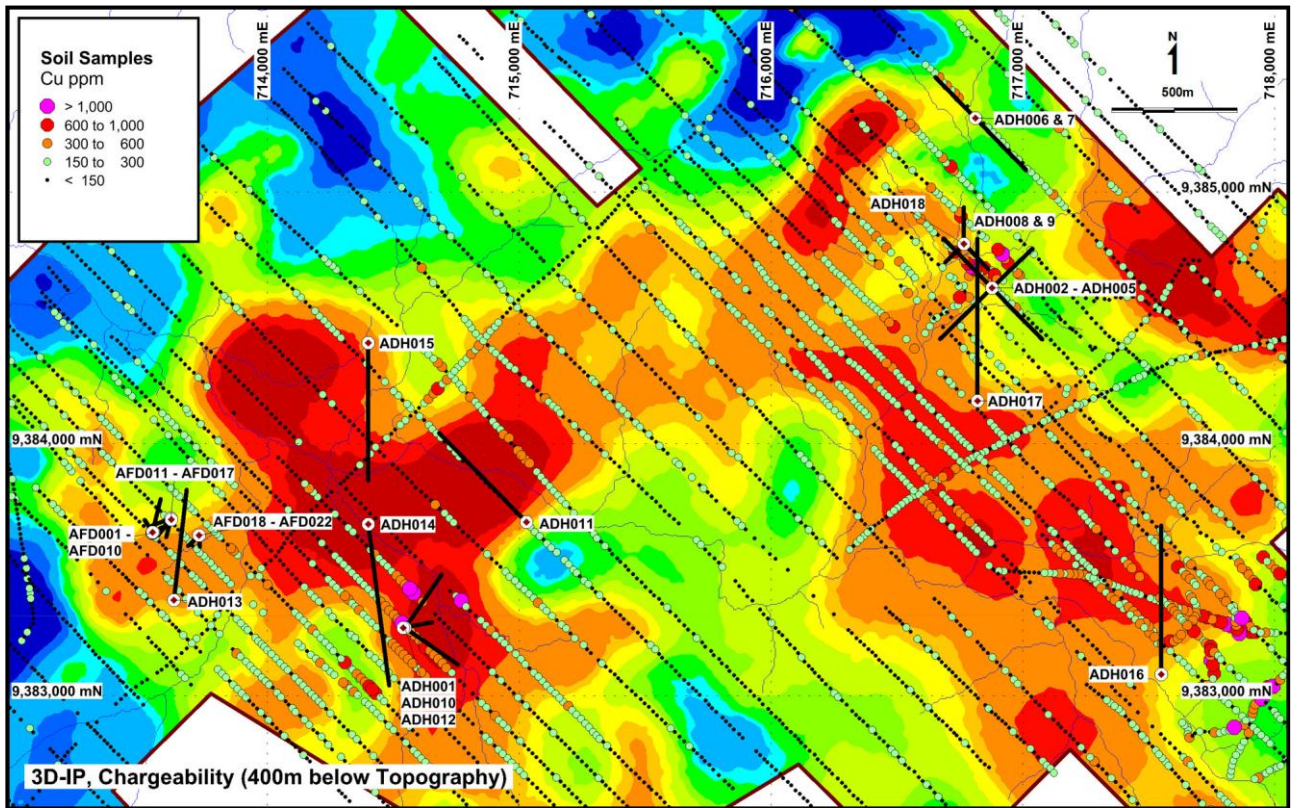 Soil Samples
Cu ppm
> 1,000
600 to 1,000
300 to 600
150 to 300
< 150
714,000 mE
715,000 mE
716,000 mE
717,000 mE
718,000 mE
N
500m
ADH006 & 7
9,385,000 mN
ADH018
ADH008 & 9
ADH002 - ADH005
ADH015
ADH017
9,384,000 mN
9,384,000 mN
AFD011 - AFD017
AFD001 -
AFD010
AFD018 - AFD022
ADH014
ADH011
ADH013
ADH016
ADH001
ADH010
ADH012
9,383,000 mN
9,383,000 mN
3D-IP, Chargeability (400m below Topography)